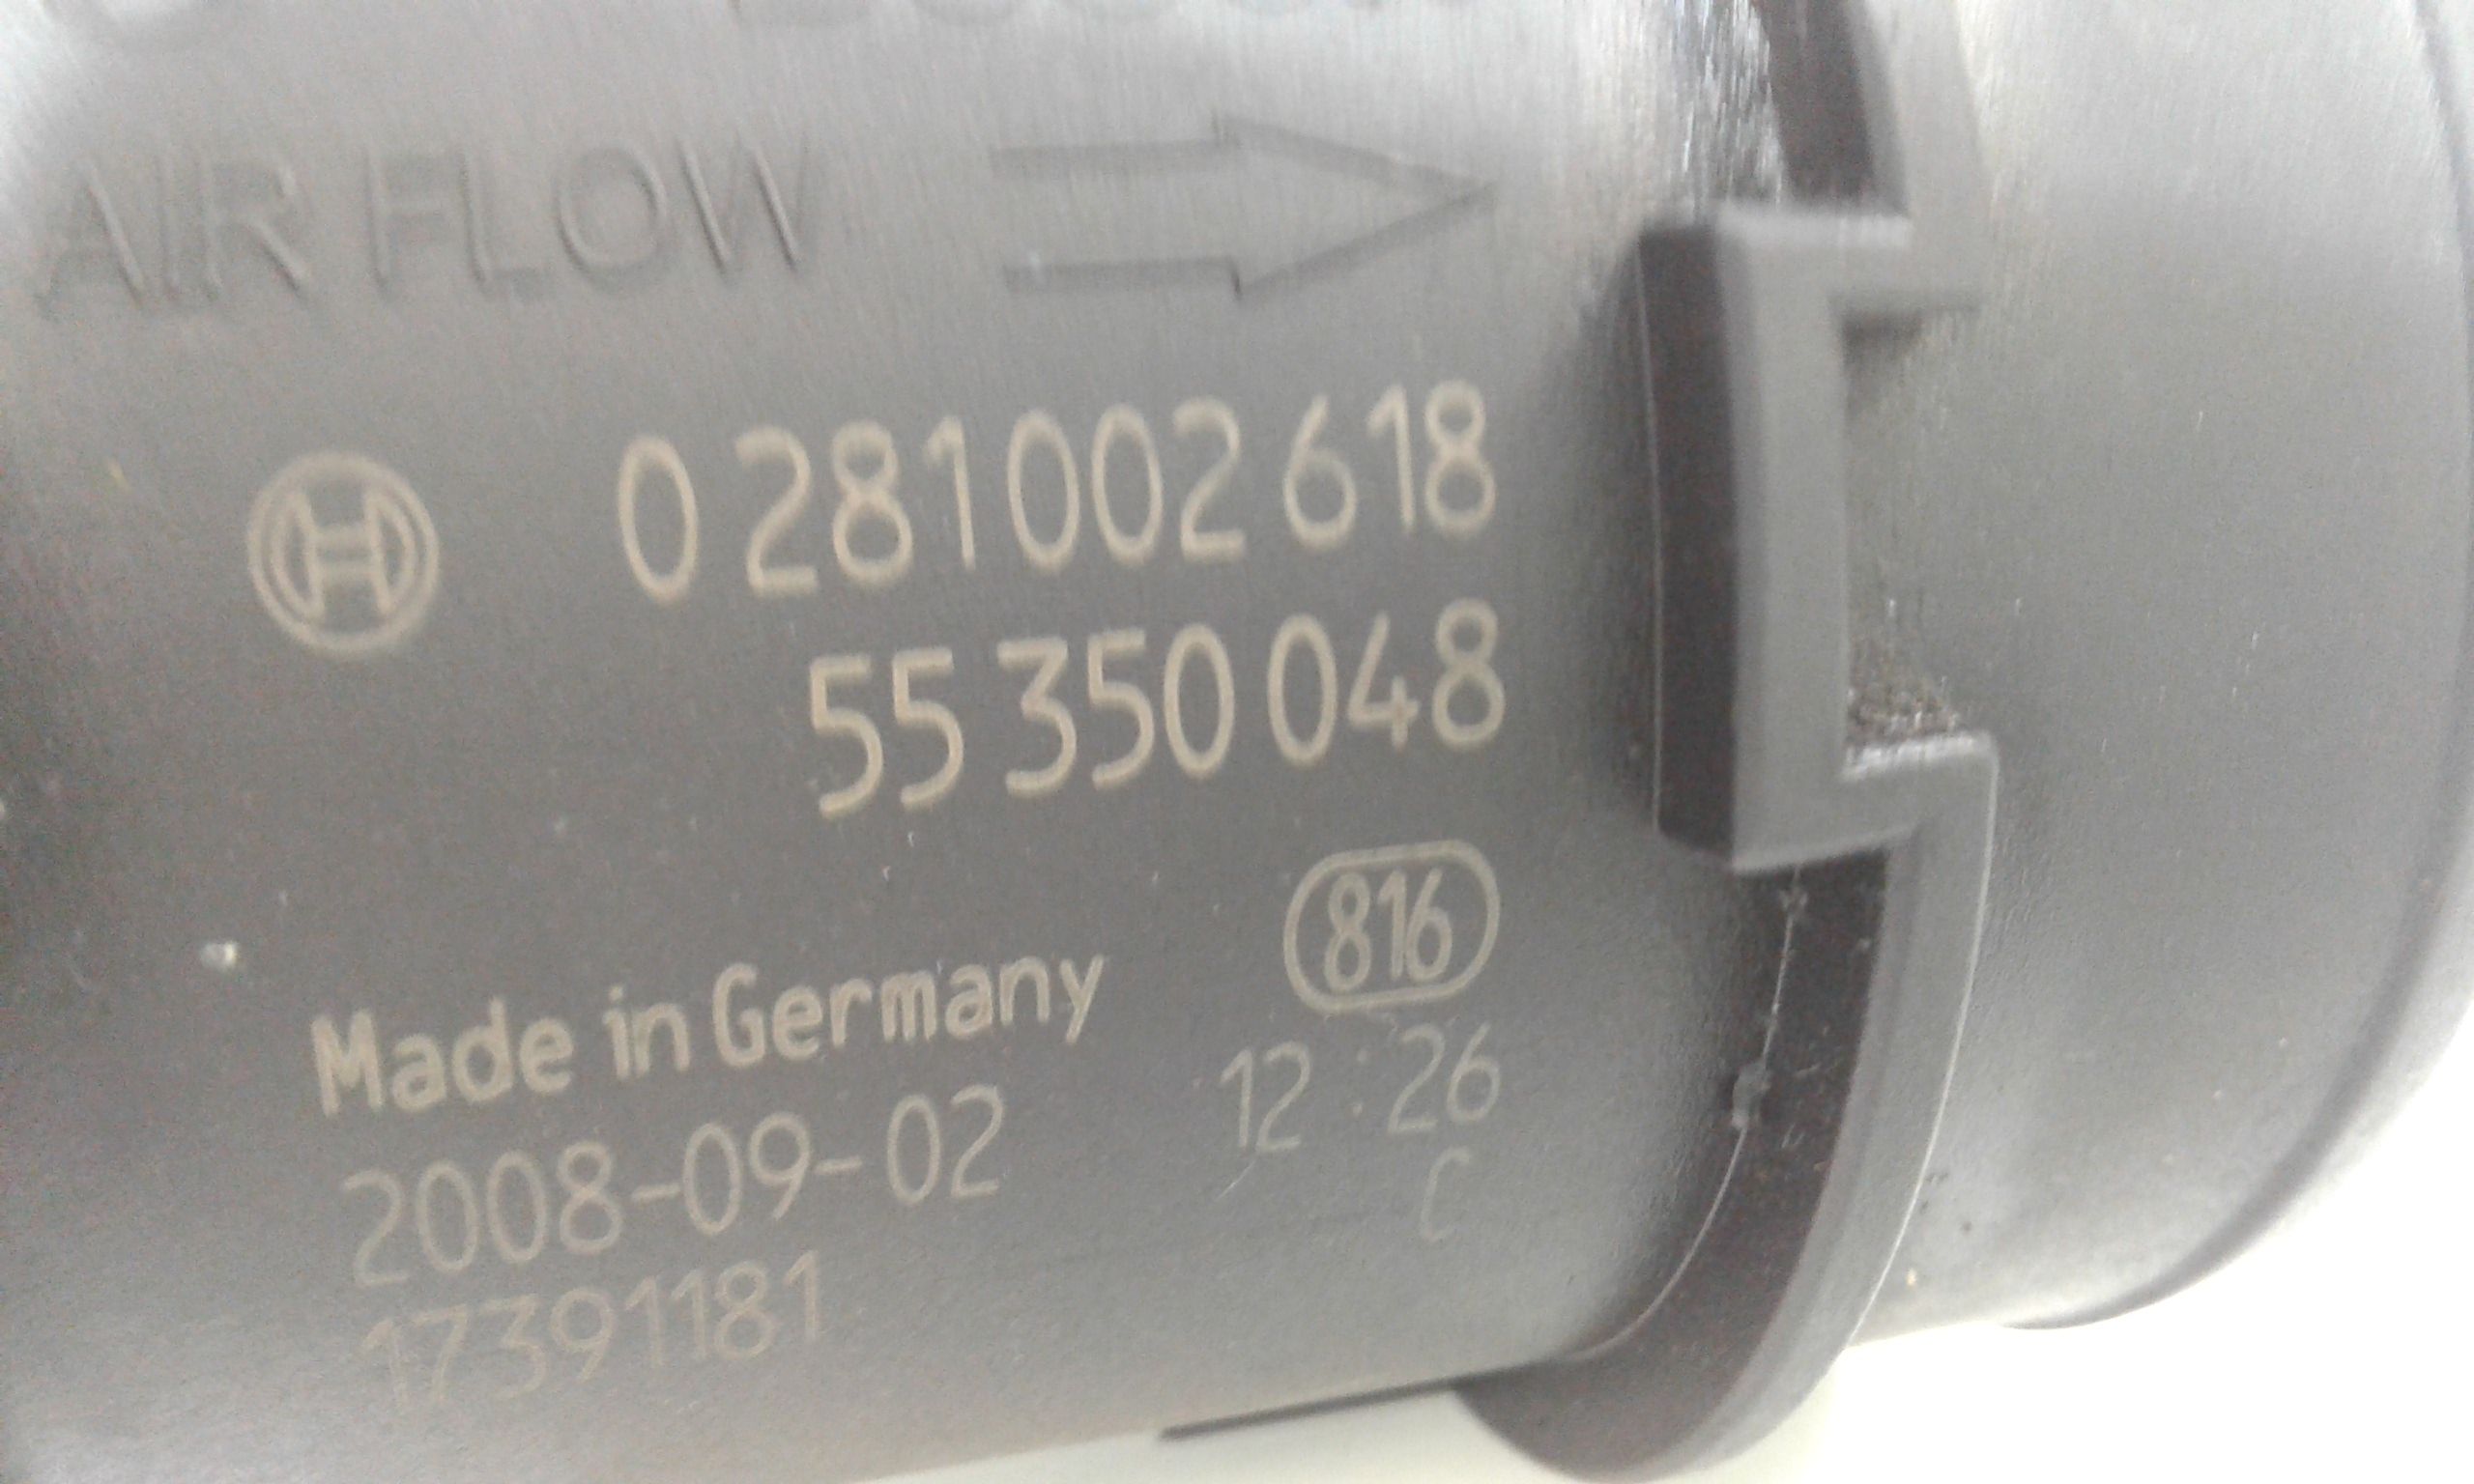 AIR FLOW
0 281 002 618
55 350 048
816
Made in Germany
12:26
2008-09-02
C
17391181